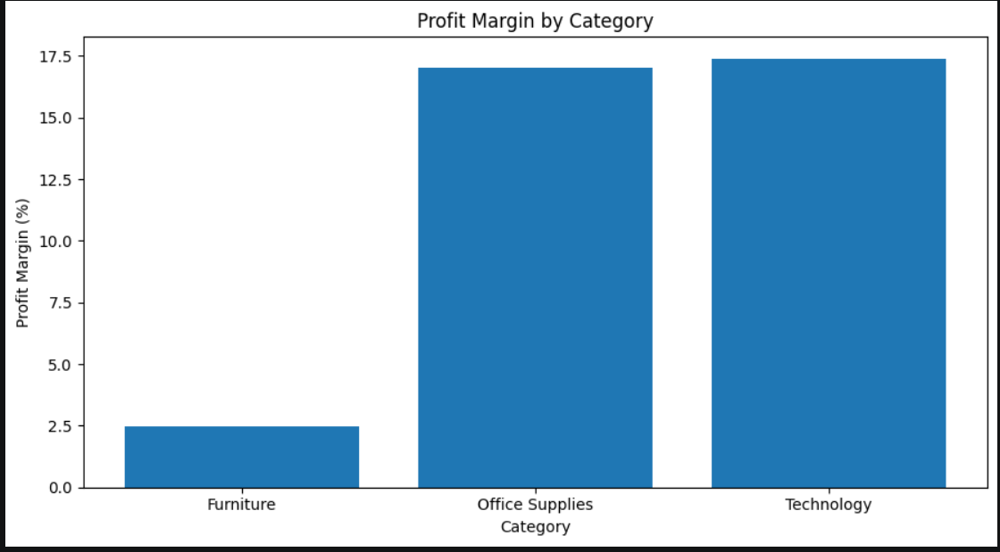 Profit Margin by Category
Profit Margin (%)
17.5
15.0
12.5
10.0
7.5
5.0
2.5
0.0
Furniture Office Supplies Technology
Category